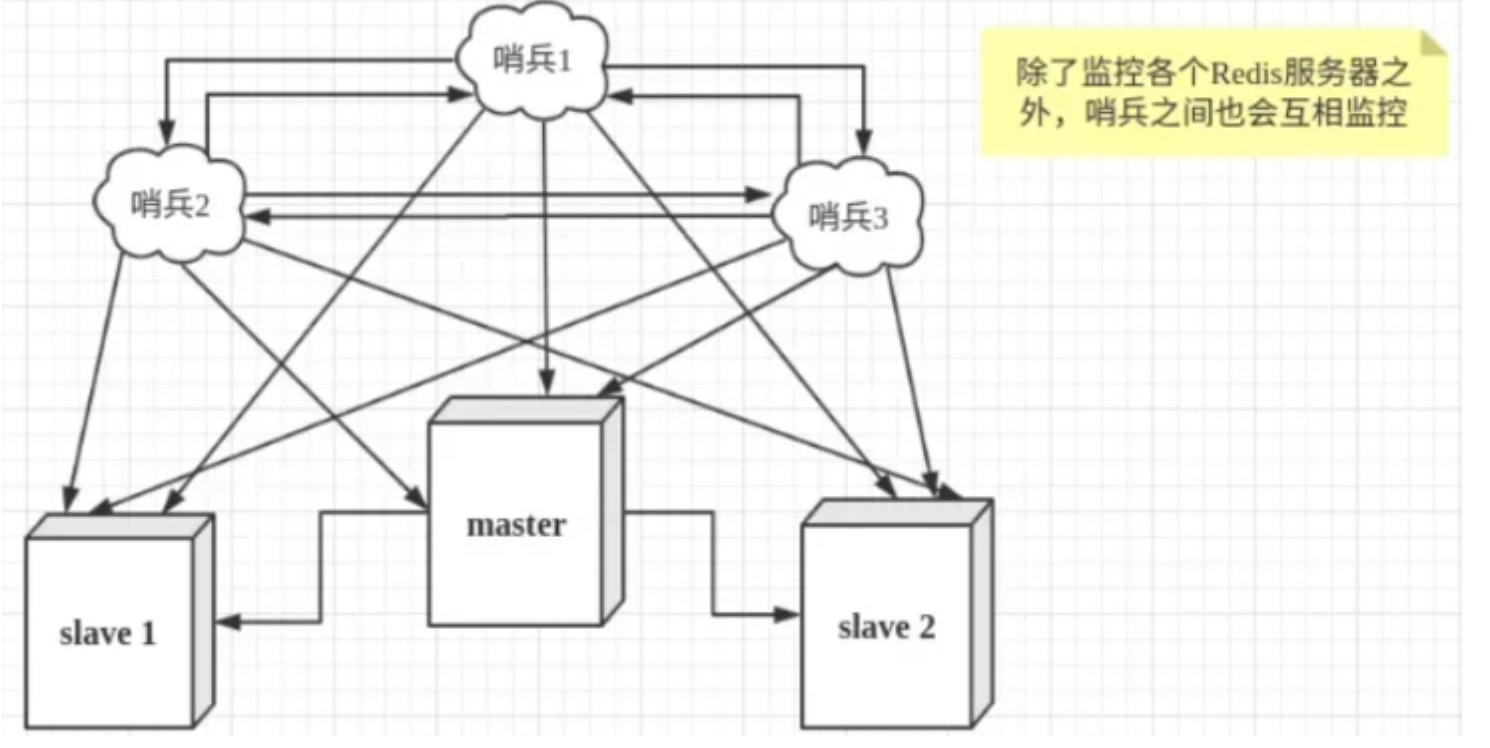 哨兵1
除了监控各个Redis服务器之
外，哨兵之间也会互相监控
哨兵2
哨兵3
master
slave 1
slave 2